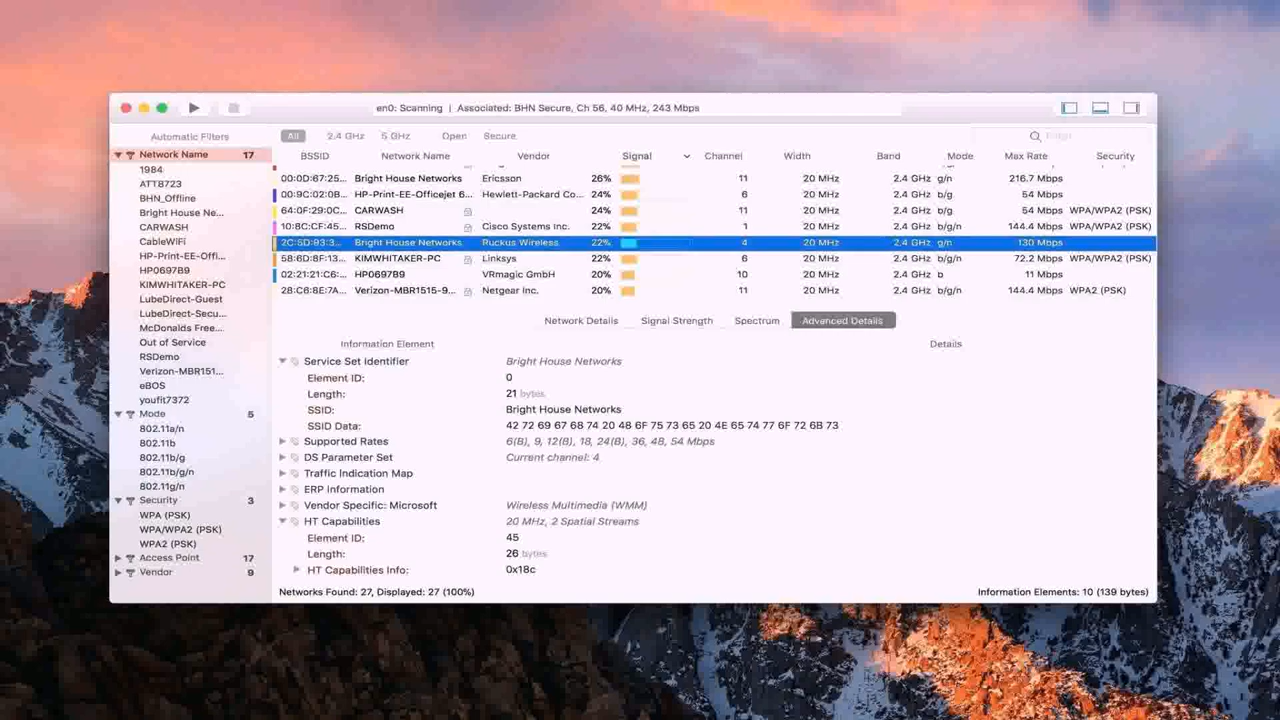 en0: Scanning | Associated: BHN Secure, Ch 56, 40 MHz, 243 Mbps
Automatic Filters
Network Name 17
1984
ATT8723
BHN_Offline
Bright House Ne...
CARWASH
CableWiFi
HP-Print-EE-Offi...
HP0697B9
KIMWHITAKER-PC
LubeDirect-Guest
LubeDirect-Secu...
McDonalds Free...
Out of Service
RSDemo
Verizon-MBR151...
eBOS
youfit7372
Mode 5
802.11a/n
802.11b
802.11b/g
802.11b/g/n
802.11g/n
Security 3
WPA (PSK)
WPA/WPA2 (PSK)
WPA2 (PSK)
Access Point 17
Vendor 9
All 2.4 GHz 5 GHz Open Secure
BSSID Network Name Vendor Signal Channel Width Band Mode Max Rate Security
00:0D:67:25... Bright House Networks Ericsson 26% 11 20 MHz 2.4 GHz g/n 216.7 Mbps
00:9C:02:0B... HP-Print-EE-Officejet 6... Hewlett-Packard Co... 24% 6 20 MHz 2.4 GHz b/g 54 Mbps
64:0F:29:0C... CARWASH 24% 11 20 MHz 2.4 GHz b/g 54 Mbps WPA/WPA2 (PSK)
10:8C:CF:45... RSDemo Cisco Systems Inc. 22% 1 20 MHz 2.4 GHz b/g/n 144.4 Mbps WPA/WPA2 (PSK)
2C:5D:93:3... Bright House Networks Ruckus Wireless 22% 4 20 MHz 2.4 GHz g/n 130 Mbps
58:6D:8F:13... KIMWHITAKER-PC Linksys 22% 6 20 MHz 2.4 GHz b/g/n 72.2 Mbps WPA/WPA2 (PSK)
02:21:21:C6:... HP0697B9 VRmagic GmbH 20% 10 20 MHz 2.4 GHz b 11 Mbps
28:C6:8E:7A... Verizon-MBR1515-9... Netgear Inc. 20% 11 20 MHz 2.4 GHz b/g/n 144.4 Mbps WPA2 (PSK)
Network Details Signal Strength Spectrum Advanced Details
Information Element Details
Service Set Identifier Bright House Networks
Element ID: 0
Length: 21 bytes
SSID: Bright House Networks
SSID Data: 42 72 69 67 68 74 20 48 6F 75 73 65 20 4E 65 74 77 6F 72 6B 73
Supported Rates 6(B), 9, 12(B), 18, 24(B), 36, 48, 54 Mbps
DS Parameter Set Current channel: 4
Traffic Indication Map
ERP Information
Vendor Specific: Microsoft Wireless Multimedia (WMM)
HT Capabilities 20 MHz, 2 Spatial Streams
Element ID: 45
Length: 26 bytes
HT Capabilities Info: 0x18c
Networks Found: 27, Displayed: 27 (100%) Information Elements: 10 (139 bytes)